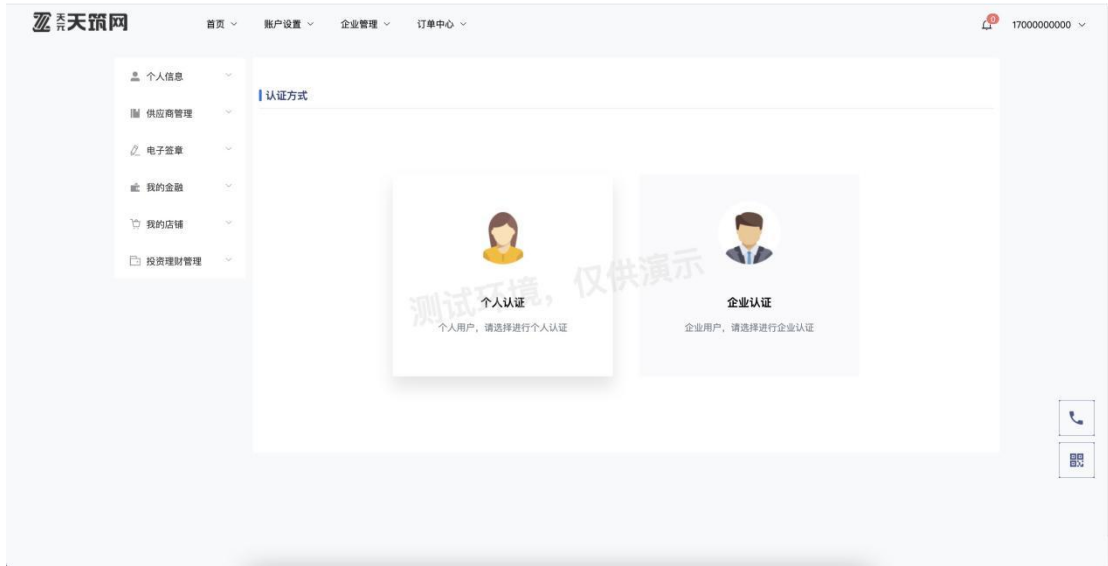 天元 天筑网
首页 账户设置 企业管理 订单中心 0 17000000000
个人信息
供应商管理
电子签章
我的金融
我的店铺
投资理财管理
认证方式
测试环境，仅供演示
个人认证
个人用户，请选择进行个人认证
企业认证
企业用户，请选择进行企业认证